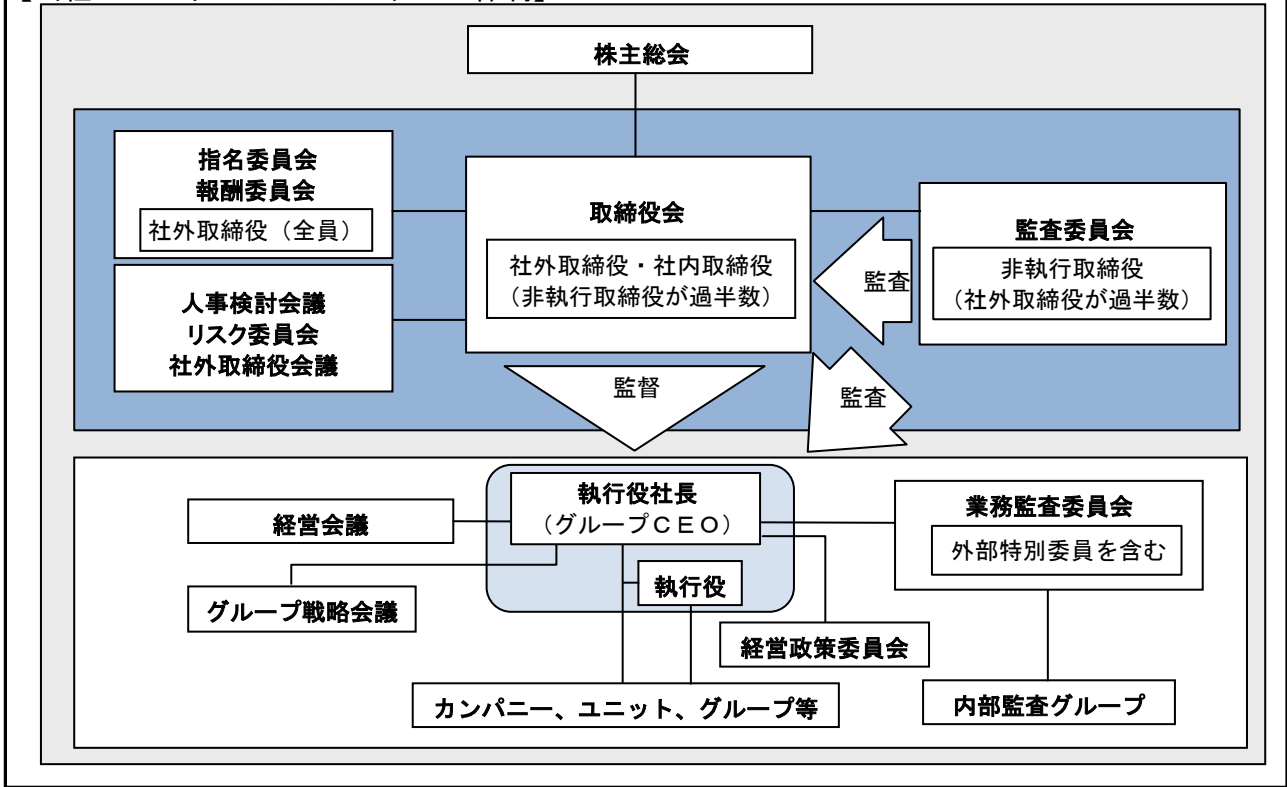 株主総会
指名委員会
報酬委員会
社外取締役（全員）
人事検討会議
リスク委員会
社外取締役会議
取締役会
社外取締役・社内取締役
（非執行取締役が過半数）
監査委員会
非執行取締役
（社外取締役が過半数）
監査
監督
監査
執行役社長
（グループＣＥＯ）
執行役
経営会議
グループ戦略会議
経営政策委員会
カンパニー、ユニット、グループ等
業務監査委員会
外部特別委員を含む
内部監査グループ